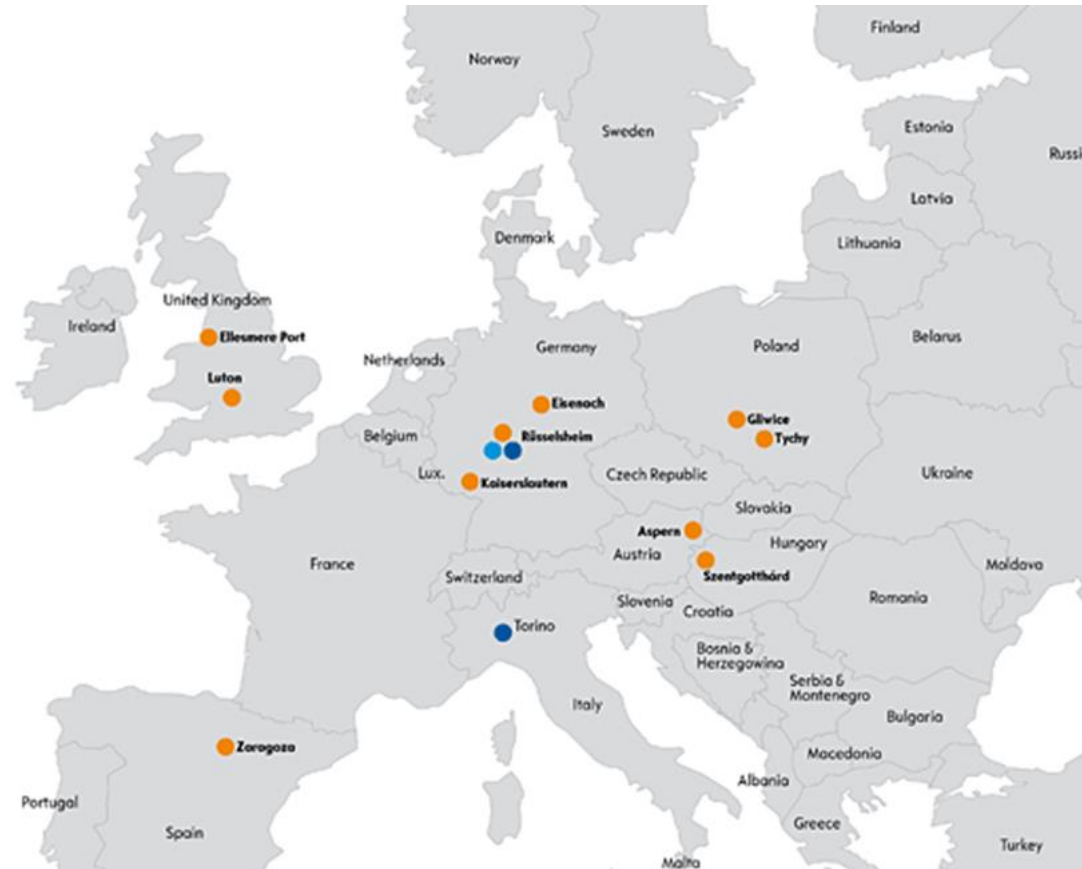 Finland
Norway
Estonia
Sweden
Russi
Latvia
Denmark
Lithuania
United Kingdom
Ireland
Ellesmere Port
Belarus
Poland
Germany
Netherlands
Luton
Eisenach
Gliwice
Belgium
Rüsselsheim
Tychy
Lux.
Kaiserslautern
Czech Republic
Ukraine
Slovakia
Aspern
Hungary
Austria
France
Moldova
Switzerland
Szentgotthárd
Romania
Slovenia
Croatia
Torino
Bosnia &
Herzegowina
Serbia &
Montenegro
Italy
Bulgaria
Zaragoza
Macedonia
Albania
Portugal
Greece
Spain
Turkey
Malta